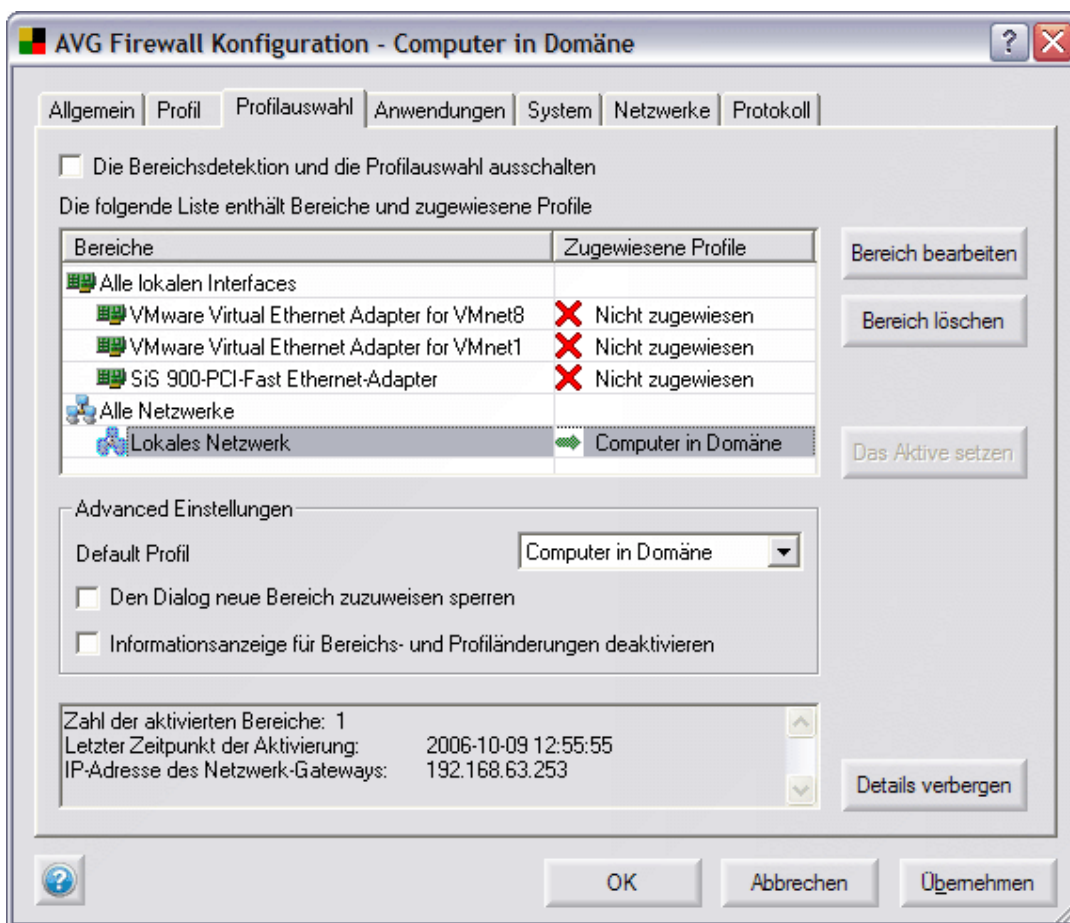 AVG Firewall Konfiguration - Computer in Domäne
Allgemein Profil Profilauswahl Anwendungen System Netzwerke Protokoll
Die Bereichsdetektion und die Profilauswahl ausschalten
Die folgende Liste enthält Bereiche und zugewiesene Profile
Bereiche Zugewiesene Profile
Alle lokalen Interfaces
VMware Virtual Ethernet Adapter for VMnet8 Nicht zugewiesen
VMware Virtual Ethernet Adapter for VMnet1 Nicht zugewiesen
SiS 900-PCI-Fast Ethernet-Adapter Nicht zugewiesen
Alle Netzwerke
Lokales Netzwerk Computer in Domäne
Bereich bearbeiten
Bereich löschen
Das Aktive setzen
Advanced Einstellungen
Default Profil Computer in Domäne
Den Dialog neue Bereich zuzuweisen sperren
Informationsanzeige für Bereichs- und Profiländerungen deaktivieren
Zahl der aktivierten Bereiche: 1
Letzter Zeitpunkt der Aktivierung: 2006-10-09 12:55:55
IP-Adresse des Netzwerk-Gateways: 192.168.63.253
Details verbergen
OK Abbrechen Übernehmen